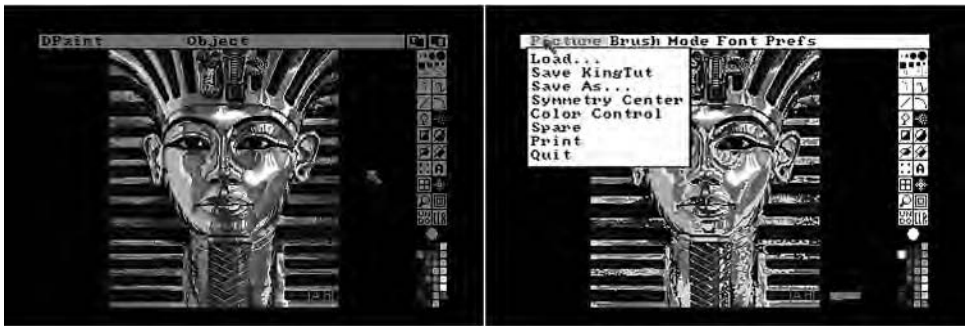 DPaint Object
Picture Brush Mode Font Prefs
Load...
Save KingTut
Save As...
Symmetry Center
Color Control
Spare
Print
Quit